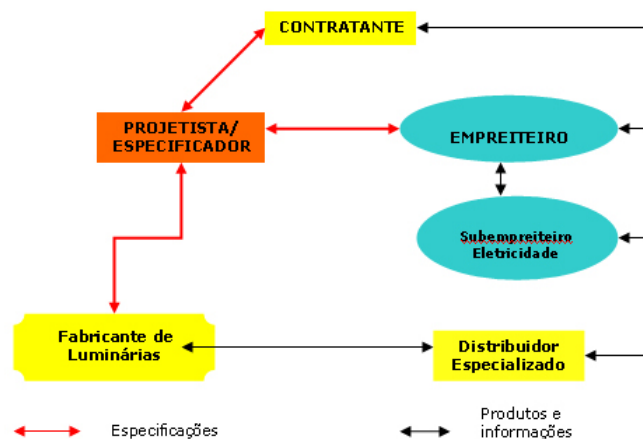 CONTRATANTE
PROJETISTA/
ESPECIFICADOR
EMPREITEIRO
Subempreiteiro
Eletricidade
Fabricante de
Luminárias
Distribuidor
Especializado
Especificações
Produtos e
informações